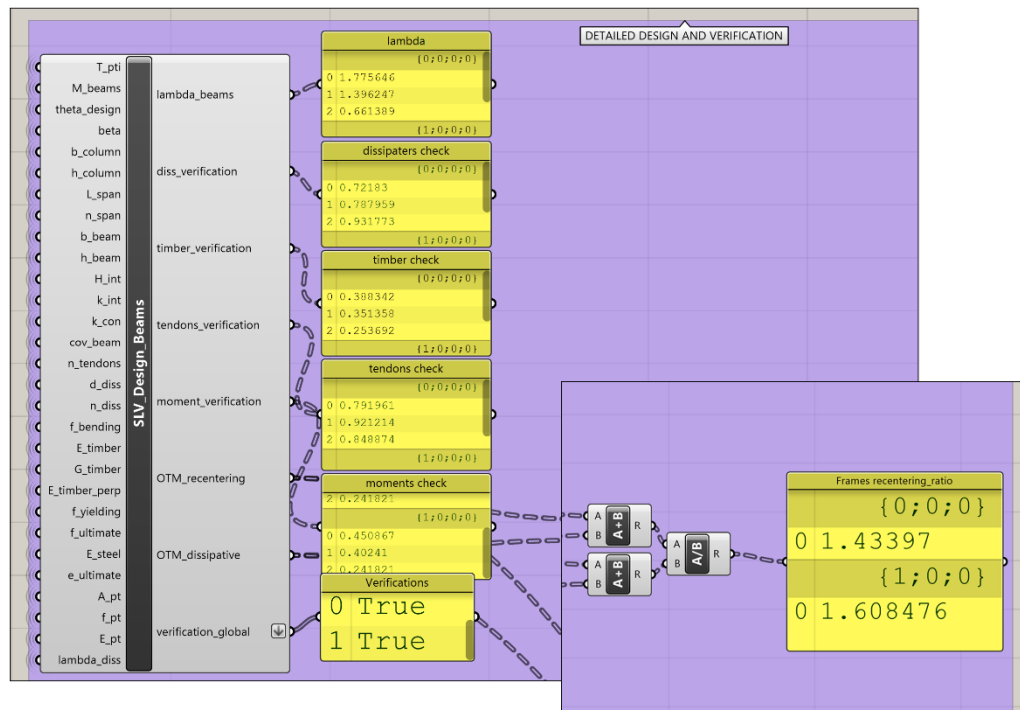 DETAILED DESIGN AND VERIFICATION
T_pti
M_beams
theta_design
beta
b_column
h_column
L_span
n_span
b_beam
h_beam
H_int
k_int
k_con
cov_beam
n_tendons
d_diss
n_diss
f_bending
E_timber
G_timber
E_timber_perp
f_yielding
f_ultimate
E_steel
e_ultimate
A_pt
f_pt
E_pt
lambda_diss
SLV_Design_Beams
lambda_beams
diss_verification
timber_verification
tendons_verification
moment_verification
OTM_recentering
OTM_dissipative
verification_global
lambda
{0;0;0;0}
0 1.775646
1 1.396247
2 0.661389
{1;0;0;0}
dissipaters check
{0;0;0;0}
0 0.72183
1 0.787959
2 0.931773
{1;0;0;0}
timber check
{0;0;0;0}
0 0.388342
1 0.351358
2 0.253692
{1;0;0;0}
tendons check
{0;0;0;0}
0 0.791961
1 0.921214
2 0.848874
{1;0;0;0}
moments check
2 0.241821
{1;0;0;0}
0 0.450867
1 0.40241
2 0.241821
Verifications
0 True
1 True
A
B
A+B
R
A
B
A+B
R
A
B
A/B
R
Frames recentering_ratio
{0;0;0}
0 1.43397
{1;0;0}
0 1.608476